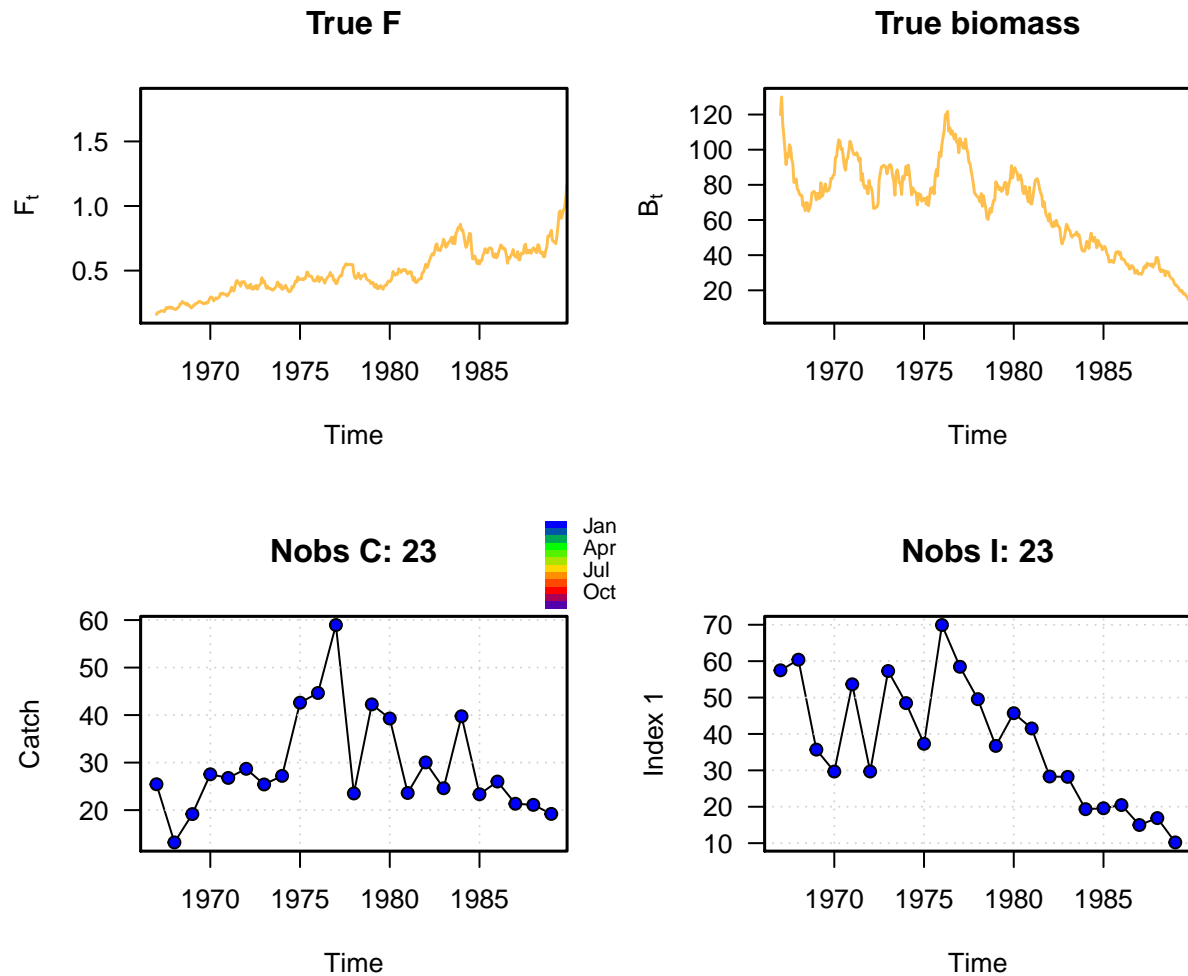 True F
F_t
1.5
1.0
0.5
1970 1975 1980 1985
Time
True biomass
B_t
120
100
80
60
40
20
1970 1975 1980 1985
Time
Nobs C: 23
Jan
Apr
Jul
Oct
Catch
60
50
40
30
20
1970 1975 1980 1985
Time
Nobs I: 23
Index 1
70
60
50
40
30
20
10
1970 1975 1980 1985
Time